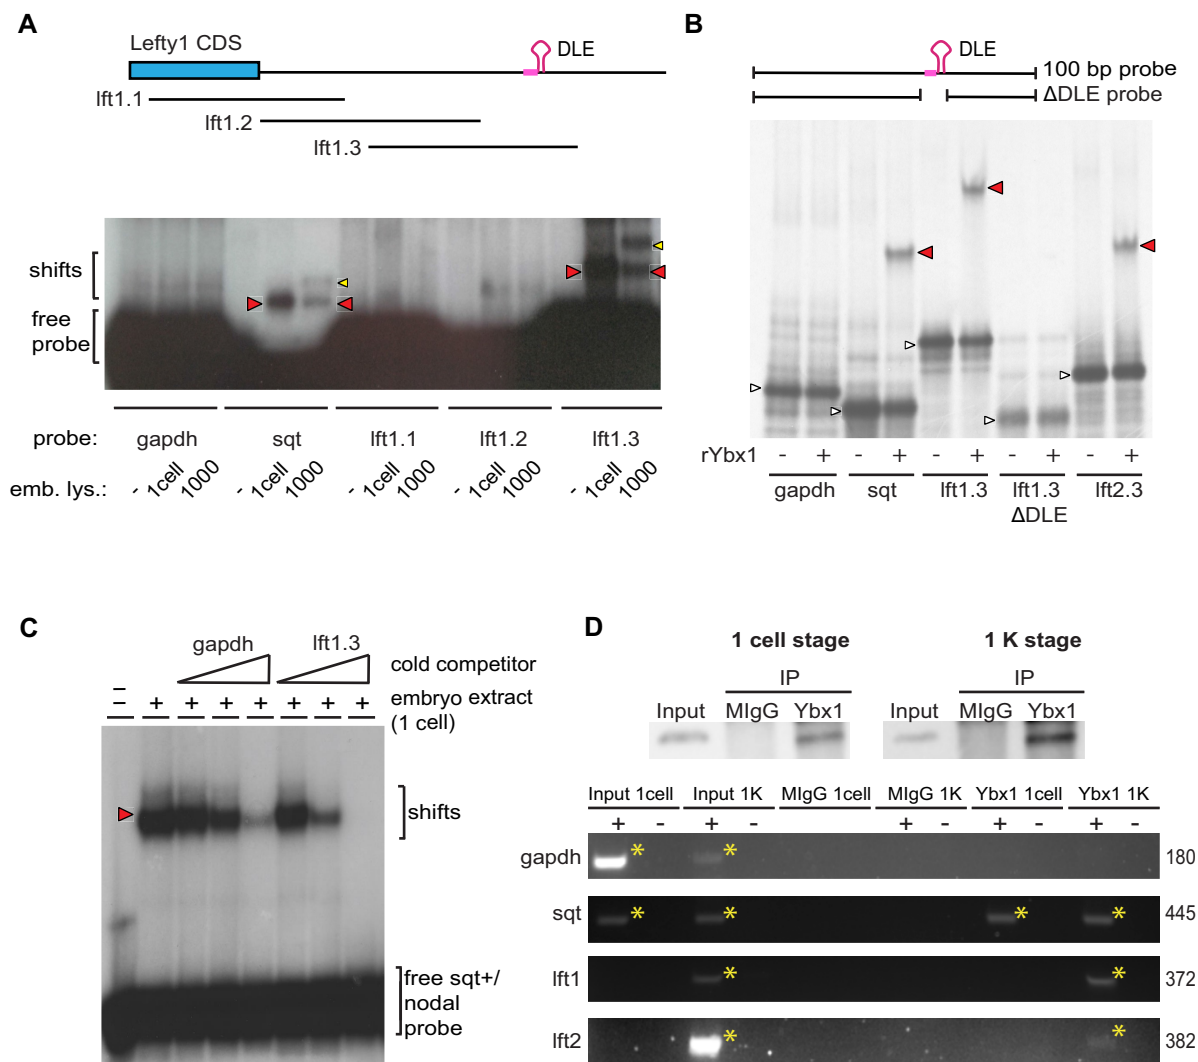 A
Lefty1 CDS
DLE
lft1.1
lft1.2
lft1.3
shifts
free
probe
probe: gapdh sqt lft1.1 lft1.2 lft1.3
emb. lys.: - 1cell 1000 - 1cell 1000 - 1cell 1000 - 1cell 1000 - 1cell 1000
B
DLE
100 bp probe
ΔDLE probe
rYbx1 - + - + - + - + - +
gapdh sqt lft1.3 lft1.3 lft2.3
ΔDLE
C
gapdh lft1.3
cold competitor
– 
– + + + + + + + embryo extract
(1 cell)
shifts
free sqt+/
nodal
probe
D
1 cell stage 1 K stage
IP IP
Input MIgG Ybx1 Input MIgG Ybx1
Input 1cell Input 1K MIgG 1cell MIgG 1K Ybx1 1cell Ybx1 1K
+ - + - + - + - + -
gapdh * * 180
sqt * * * * 445
lft1 * * 372
lft2 * * 382